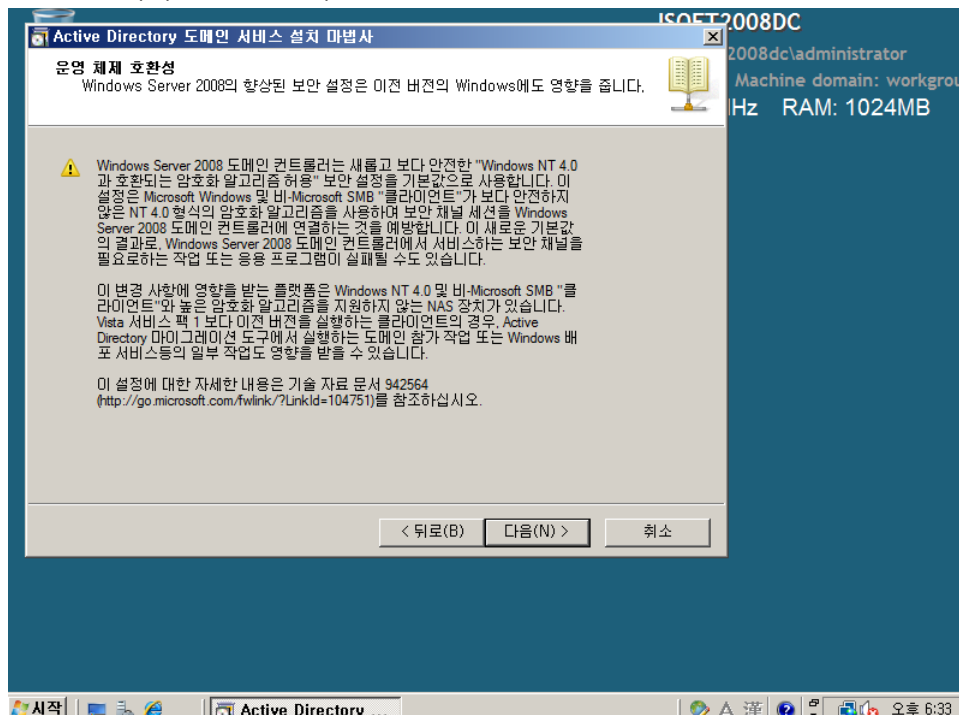 ISOFT2008DC
Active Directory 도메인 서비스 설치 마법사
2008dc\administrator
운영 체제 호환성
Windows Server 2008의 향상된 보안 설정은 이전 버전의 Windows에도 영향을 줍니다.
Machine domain: workgrou
Hz RAM: 1024MB
Windows Server 2008 도메인 컨트롤러는 새롭고 보다 안전한 "Windows NT 4.0
과 호환되는 암호화 알고리즘 허용" 보안 설정을 기본값으로 사용합니다. 이
설정은 Microsoft Windows 및 비-Microsoft SMB "클라이언트"가 보다 안전하지
않은 NT 4.0 형식의 암호화 알고리즘을 사용하여 보안 채널 세션을 Windows
Server 2008 도메인 컨트롤러에 연결하는 것을 예방합니다. 이 새로운 기본값
의 결과로, Windows Server 2008 도메인 컨트롤러에서 서비스하는 보안 채널을
필요로하는 작업 또는 응용 프로그램이 실패될 수도 있습니다.
이 변경 사항에 영향을 받는 플랫폼은 Windows NT 4.0 및 비-Microsoft SMB "클
라이언트"와 높은 암호화 알고리즘을 지원하지 않는 NAS 장치가 있습니다.
Vista 서비스 팩 1 보다 이전 버전을 실행하는 클라이언트의 경우, Active
Directory 마이그레이션 도구에서 실행하는 도메인 참가 작업 또는 Windows 배
포 서비스등의 일부 작업도 영향을 받을 수 있습니다.
이 설정에 대한 자세한 내용은 기술 자료 문서 942564
(http://go.microsoft.com/fwlink/?LinkId=104751)를 참조하십시오.
< 뒤로(B) 다음(N) > 취소
시작 Active Directory ... A 漢 오후 6:33